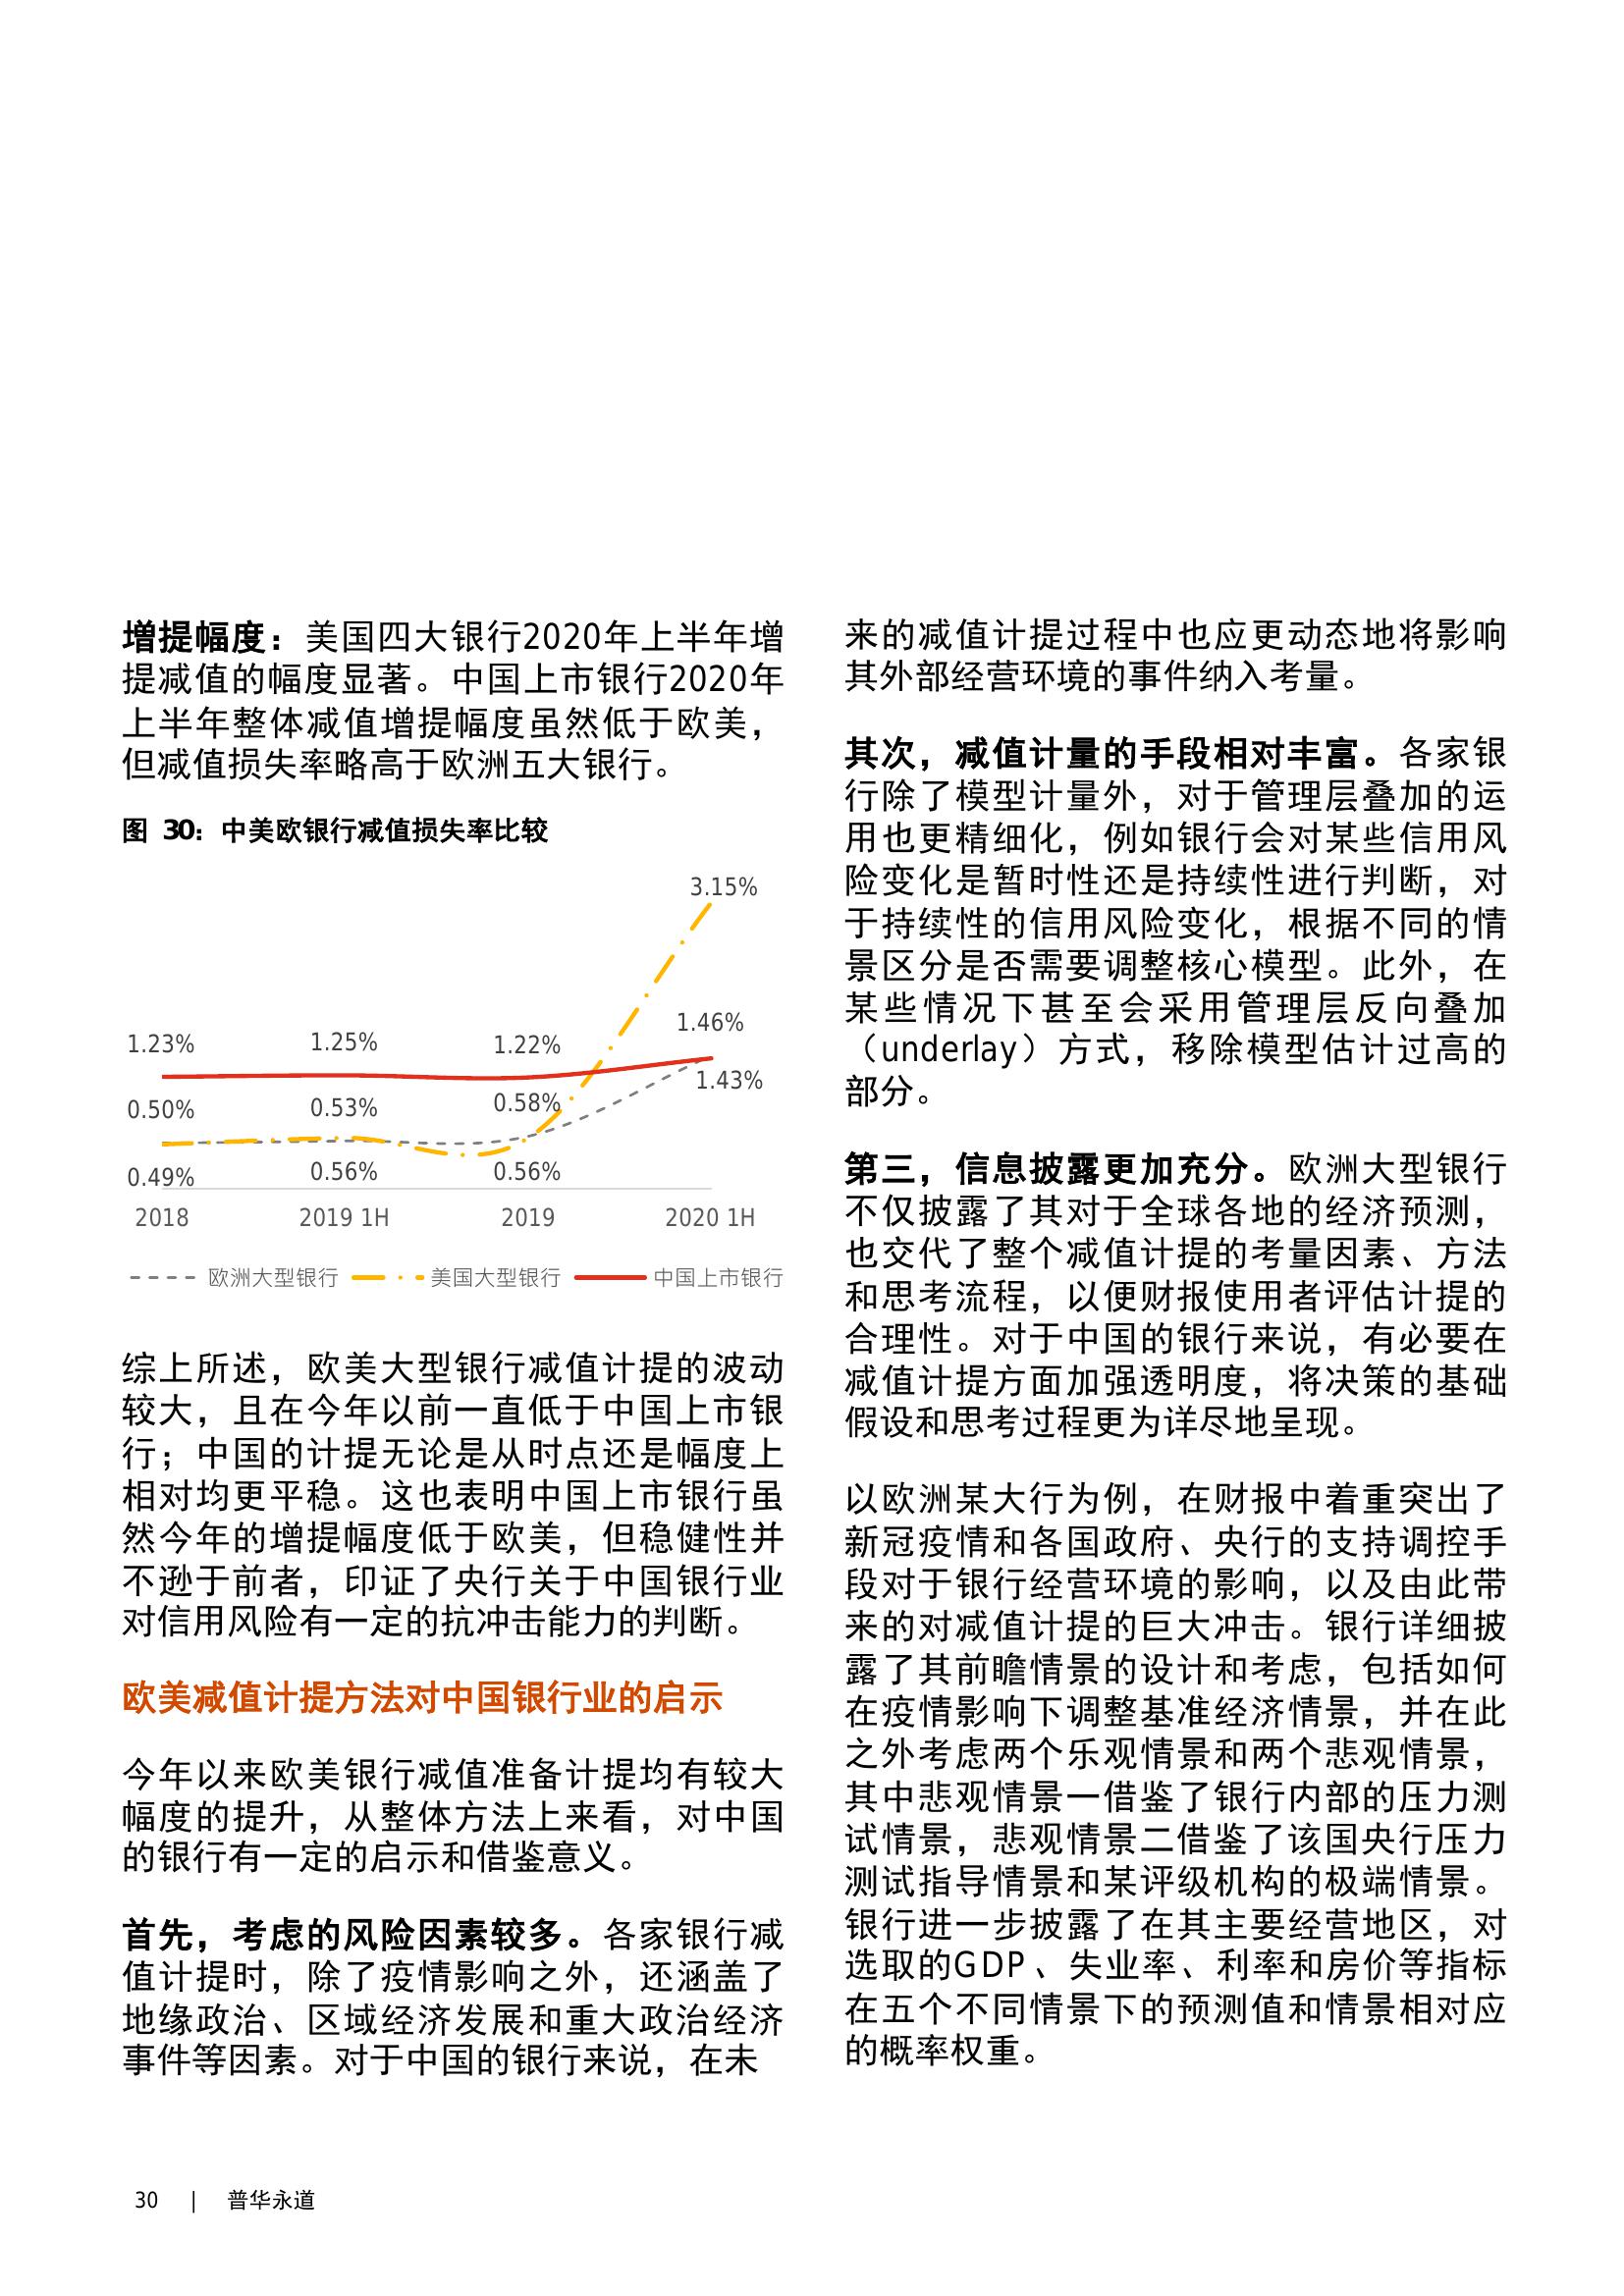 增提幅度：美国四大银行2020年上半年增
提减值的幅度显著。中国上市银行2020年
上半年整体减值增提幅度虽然低于欧美，
但减值损失率略高于欧洲五大银行。
图 30：中美欧银行减值损失率比较
3.15%
1.46%
1.23% 1.25% 1.22%
1.43%
0.50% 0.53% 0.58%
0.49% 0.56% 0.56%
2018 2019 1H 2019 2020 1H
欧洲大型银行 美国大型银行 中国上市银行
综上所述，欧美大型银行减值计提的波动
较大，且在今年以前一直低于中国上市银
行；中国的计提无论是从时点还是幅度上
相对均更平稳。这也表明中国上市银行虽
然今年的增提幅度低于欧美，但稳健性并
不逊于前者，印证了央行关于中国银行业
对信用风险有一定的抗冲击能力的判断。
欧美减值计提方法对中国银行业的启示
今年以来欧美银行减值准备计提均有较大
幅度的提升，从整体方法上来看，对中国
的银行有一定的启示和借鉴意义。
首先，考虑的风险因素较多。各家银行减
值计提时，除了疫情影响之外，还涵盖了
地缘政治、区域经济发展和重大政治经济
事件等因素。对于中国的银行来说，在未
来的减值计提过程中也应更动态地将影响
其外部经营环境的事件纳入考量。
其次，减值计量的手段相对丰富。各家银
行除了模型计量外，对于管理层叠加的运
用也更精细化，例如银行会对某些信用风
险变化是暂时性还是持续性进行判断，对
于持续性的信用风险变化，根据不同的情
景区分是否需要调整核心模型。此外，在
某些情况下甚至会采用管理层反向叠加
（underlay）方式，移除模型估计过高的
部分。
第三，信息披露更加充分。欧洲大型银行
不仅披露了其对于全球各地的经济预测，
也交代了整个减值计提的考量因素、方法
和思考流程，以便财报使用者评估计提的
合理性。对于中国的银行来说，有必要在
减值计提方面加强透明度，将决策的基础
假设和思考过程更为详尽地呈现。
以欧洲某大行为例，在财报中着重突出了
新冠疫情和各国政府、央行的支持调控手
段对于银行经营环境的影响，以及由此带
来的对减值计提的巨大冲击。银行详细披
露了其前瞻情景的设计和考虑，包括如何
在疫情影响下调整基准经济情景，并在此
之外考虑两个乐观情景和两个悲观情景，
其中悲观情景一借鉴了银行内部的压力测
试情景，悲观情景二借鉴了该国央行压力
测试指导情景和某评级机构的极端情景。
银行进一步披露了在其主要经营地区，对
选取的GDP、失业率、利率和房价等指标
在五个不同情景下的预测值和情景相对应
的概率权重。
30 | 普华永道